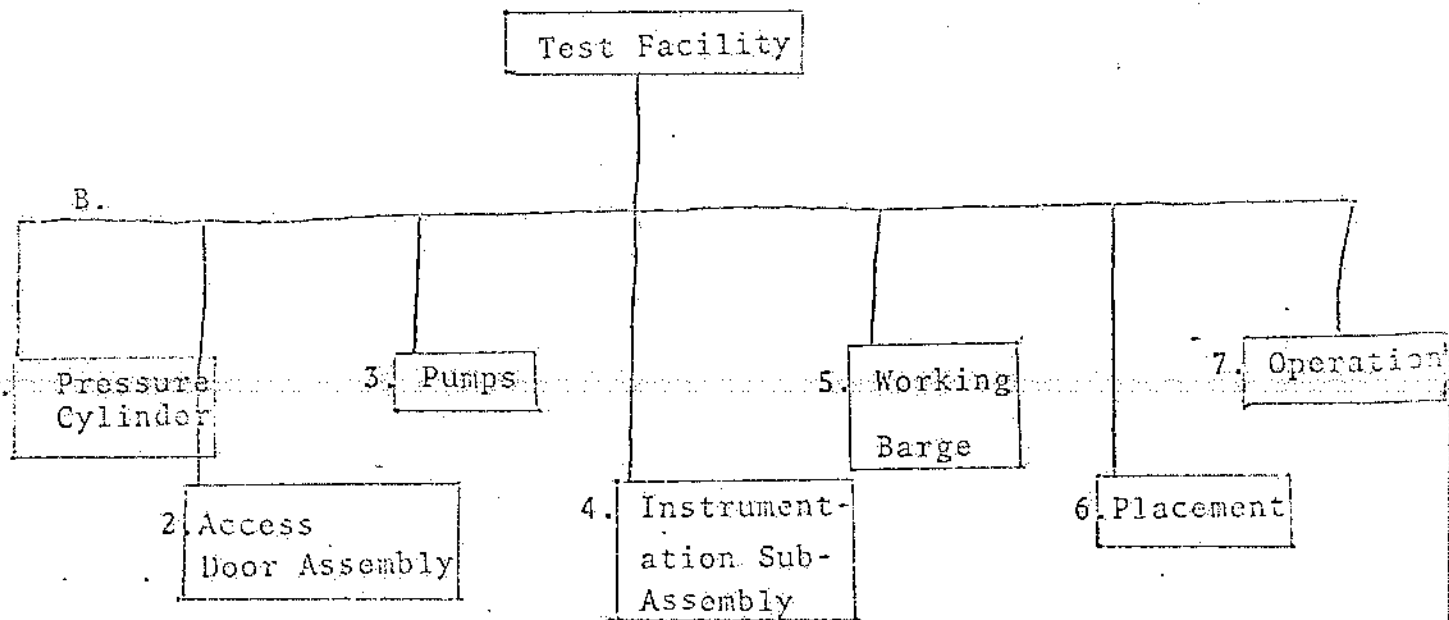 Test Facility
B.
Pressure
Cylinder
3. Pumps
5. Working
Barge
7. Operation
2. Access
Door Assembly
4. Instrument-
ation Sub-
Assembly
6. Placement